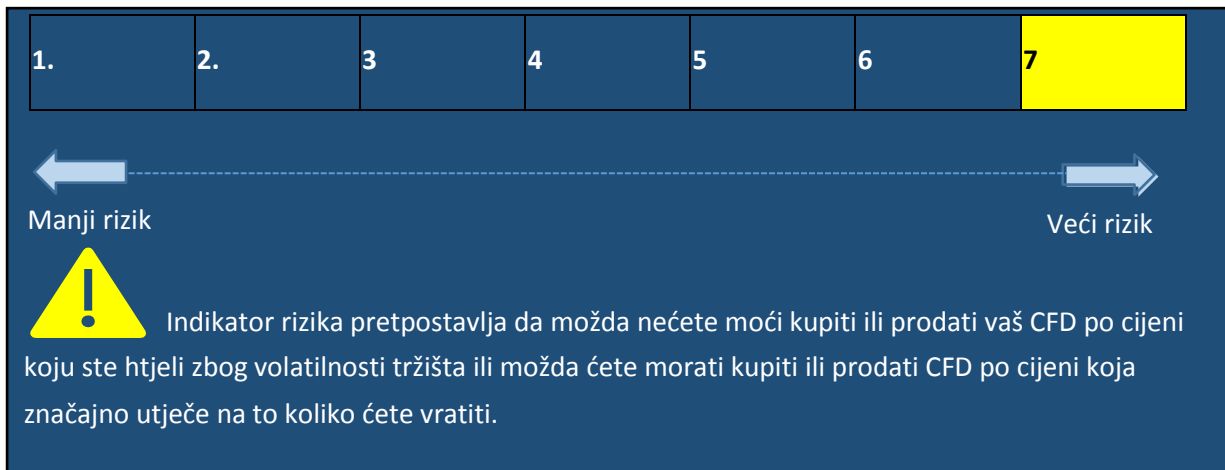 1. 2. 3 4 5 6 7
Manji rizik Veći rizik
Indikator rizika pretpostavlja da možda nećete moći kupiti ili prodati vaš CFD po cijeni
koju ste htjeli zbog volatilnosti tržišta ili možda ćete morati kupiti ili prodati CFD po cijeni koja
značajno utječe na to koliko ćete vratiti.